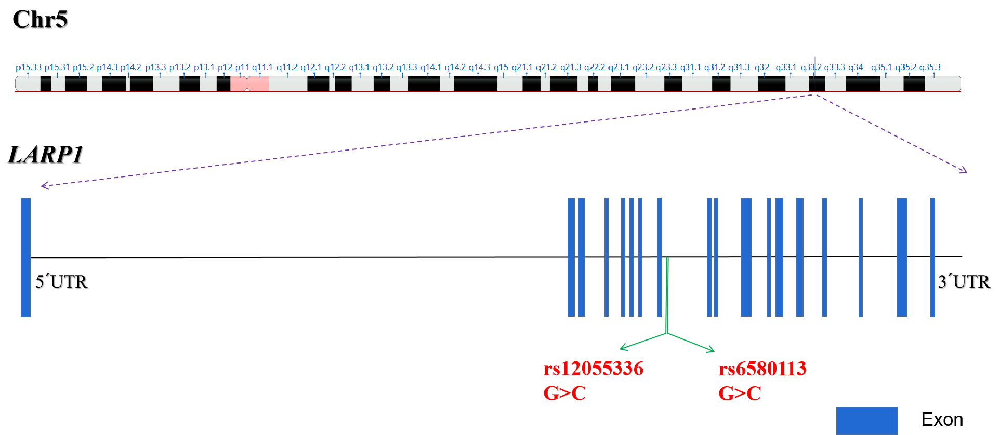 Chr5
p15.33 p15.31 p15.2 p14.3 p14.2 p13.3 p13.2 p13.1 p12 p11 q11.1 q11.2 q12.1 q12.2 q13.1 q13.2 q13.3 q14.1 q14.2 q14.3 q15 q21.1 q21.2 q21.3 q22.2 q23.1 q23.2 q23.3 q31.1 q31.2 q31.3 q32 q33.1 q33.2 q33.3 q34 q35.1 q35.2 q35.3
LARP1
5´UTR
3´UTR
rs12055336
G>C
rs6580113
G>C
Exon